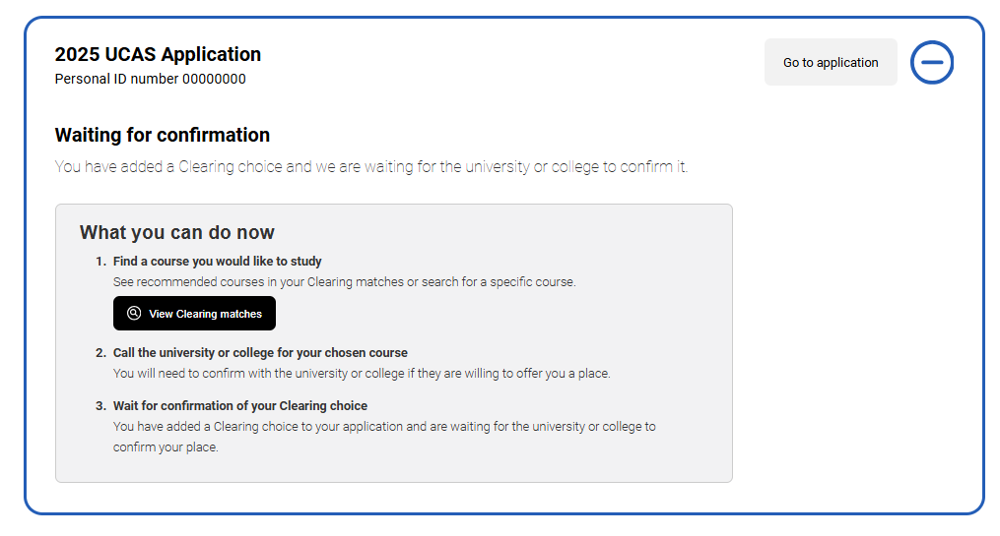 2025 UCAS Application
Personal ID number 00000000
Go to application
Waiting for confirmation
You have added a Clearing choice and we are waiting for the university or college to confirm it.
What you can do now
1. Find a course you would like to study
See recommended courses in your Clearing matches or search for a specific course.
View Clearing matches
2. Call the university or college for your chosen course
You will need to confirm with the university or college if they are willing to offer you a place.
3. Wait for confirmation of your Clearing choice
You have added a Clearing choice to your application and are waiting for the university or college to
confirm your place.